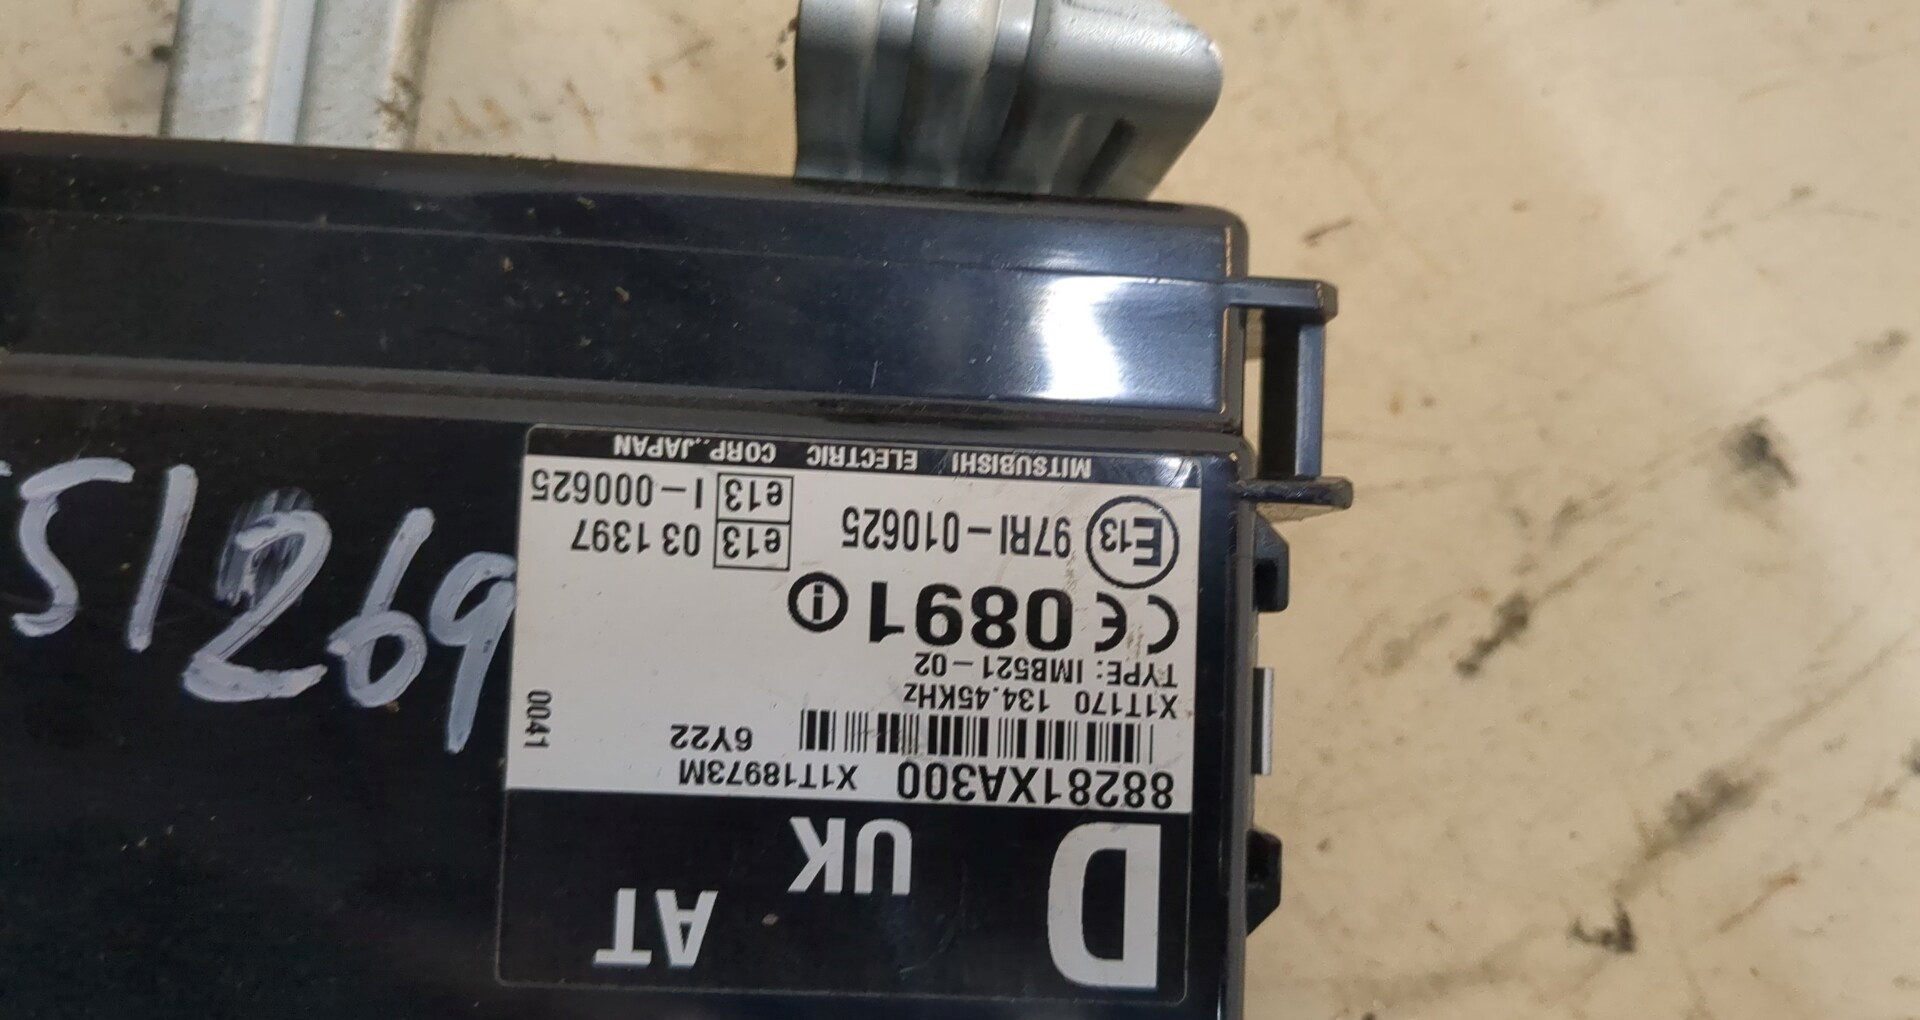 AT
D UK
88281XA300 X1T18973M
6Y22
0041
X1T170 134.45KHz
TYPE: IMB521-02
CE 0891
E13 97RI-010625 e13 03 1397
e13 I-000625
MITSUBISHI ELECTRIC CORP.,JAPAN
51269